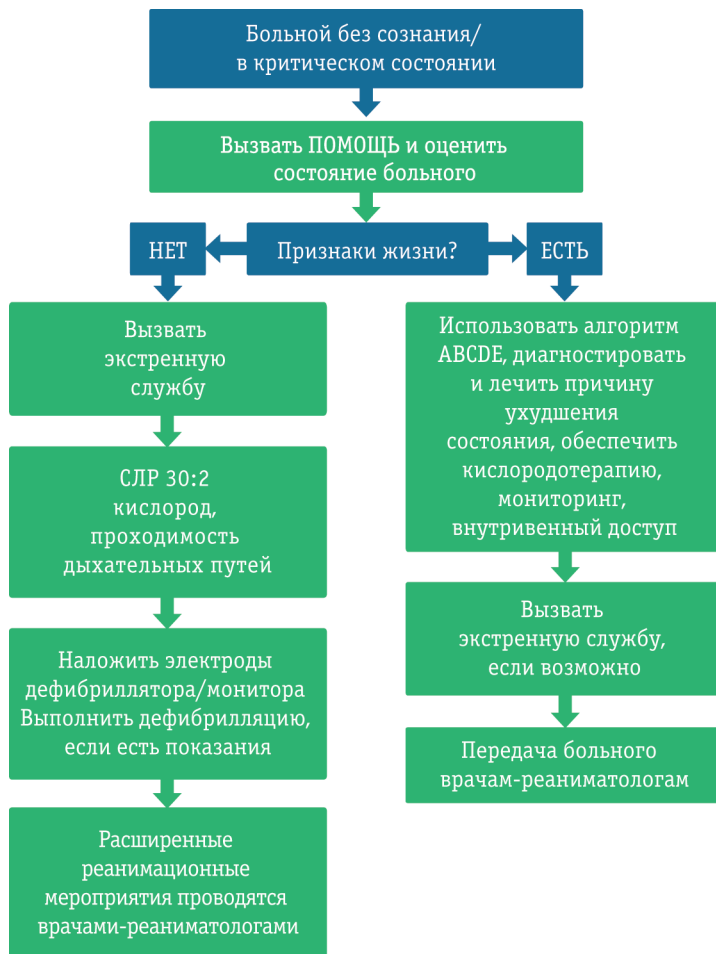 Больной без сознания/
в критическом состоянии
Вызвать ПОМОЩЬ и оценить
состояние больного
НЕТ
Признаки жизни?
ЕСТЬ
Вызвать
экстренную
службу
СЛР 30:2
кислород,
проходимость
дыхательных путей
Наложить электроды
дефибриллятора/монитора
Выполнить дефибрилляцию,
если есть показания
Расширенные
реанимационные
мероприятия проводятся
врачами-реаниматологами
Использовать алгоритм
ABCDE, диагностировать
и лечить причину
ухудшения
состояния, обеспечить
кислородотерапию,
мониторинг,
внутривенный доступ
Вызвать
экстренную службу,
если возможно
Передача больного
врачам-реаниматологам